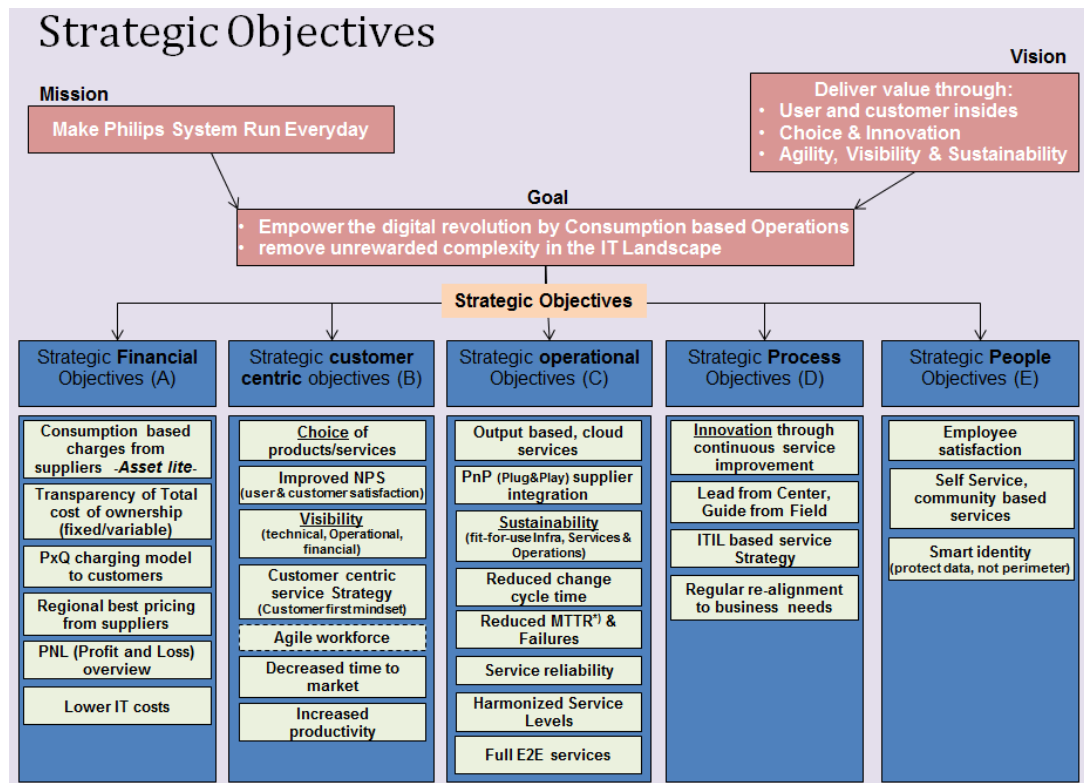 Strategic Objectives
Vision
Mission
Make Philips System Run Everyday
Deliver value through:
• User and customer insides
• Choice & Innovation
• Agility, Visibility & Sustainability
Goal
• Empower the digital revolution by Consumption based Operations
• remove unrewarded complexity in the IT Landscape
Strategic Objectives
Strategic Financial
Objectives (A)
Consumption based
charges from
suppliers -Asset lite-
Transparency of Total
cost of ownership
(fixed/variable)
PxQ charging model
to customers
Regional best pricing
from suppliers
PNL (Profit and Loss)
overview
Lower IT costs
Strategic customer
centric objectives (B)
Choice of
products/services
Improved NPS
(user & customer satisfaction)
Visibility
(technical, Operational,
financial)
Customer centric
service Strategy
(Customer first mindset)
Agile workforce
Decreased time to
market
Increased
productivity
Strategic operational
Objectives (C)
Output based, cloud
services
PnP (Plug&Play) supplier
integration
Sustainability
(fit-for-use Infra, Services &
Operations)
Reduced change
cycle time
Reduced MTTR*) &
Failures
Service reliability
Harmonized Service
Levels
Full E2E services
Strategic Process
Objectives (D)
Innovation through
continuous service
improvement
Lead from Center,
Guide from Field
ITIL based service
Strategy
Regular re-alignment
to business needs
Strategic People
Objectives (E)
Employee
satisfaction
Self Service,
community based
services
Smart identity
(protect data, not perimeter)